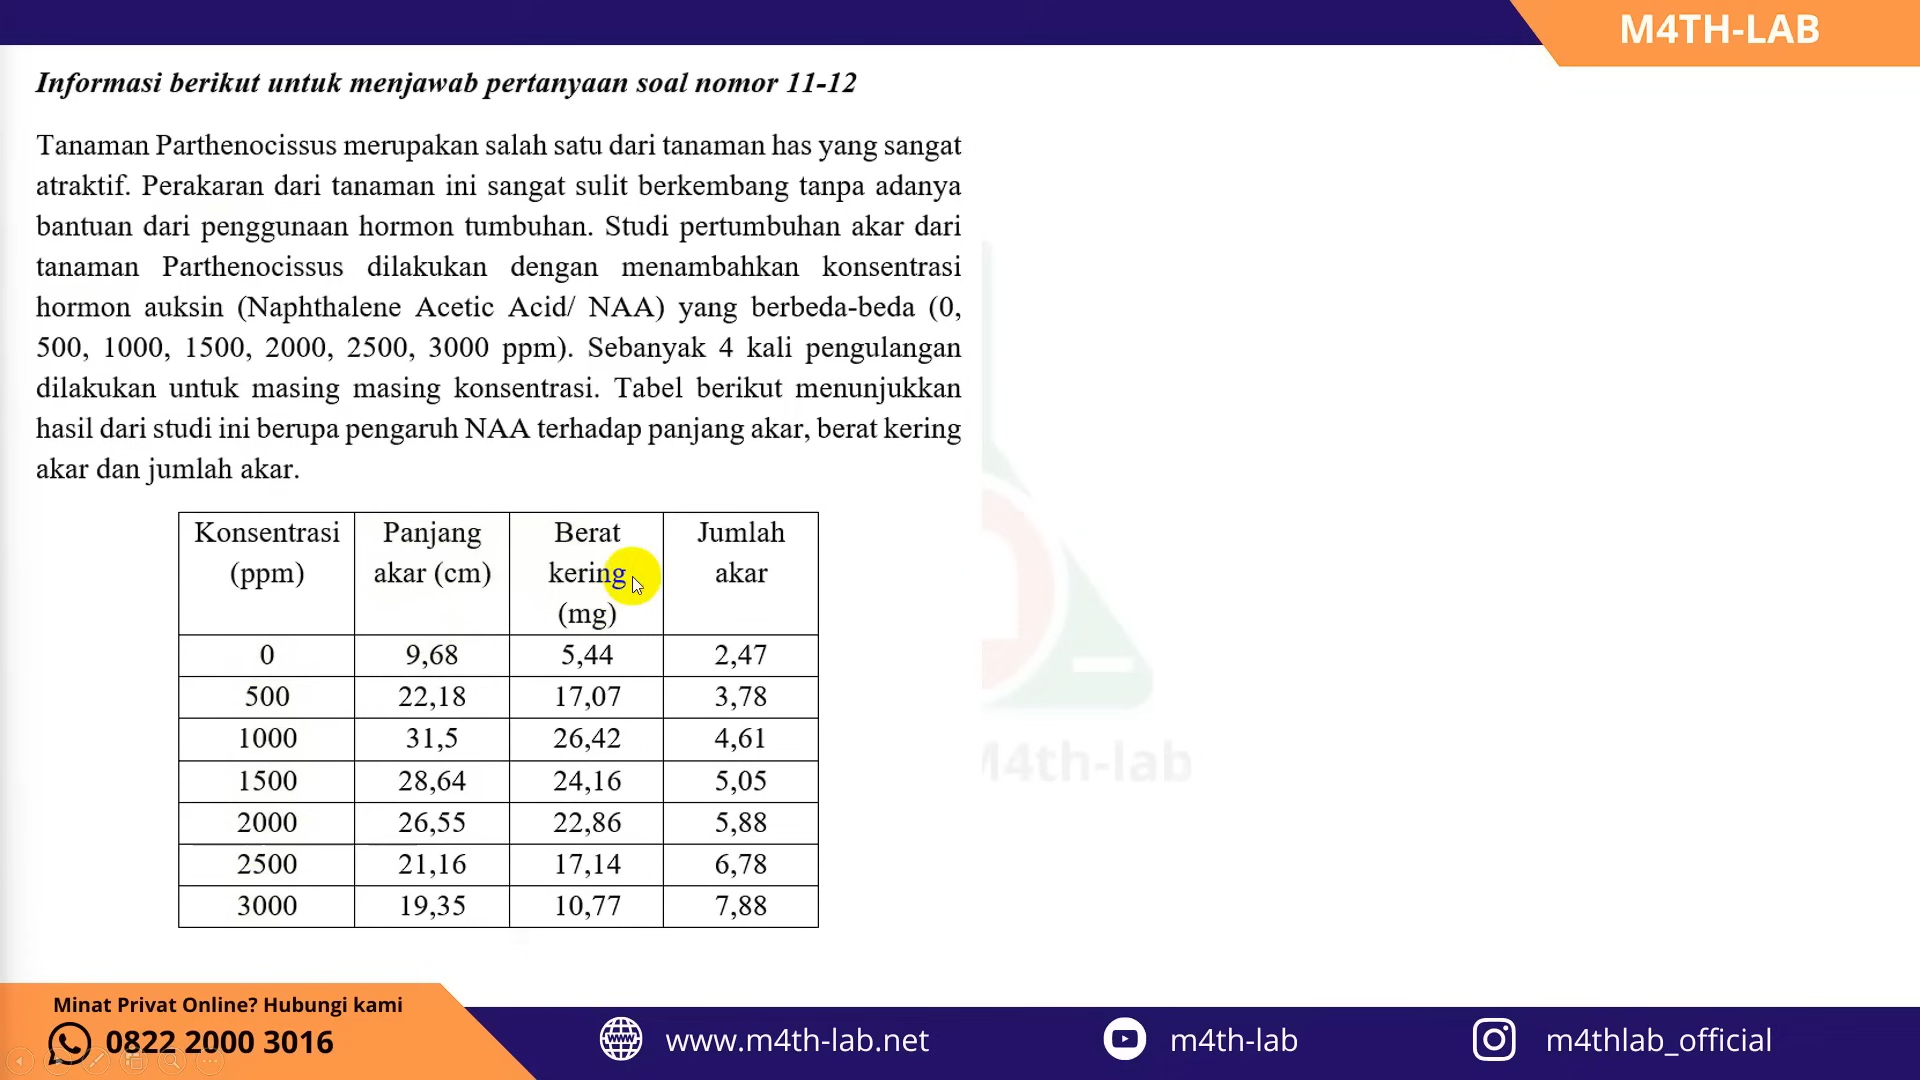 M4TH-LAB
Informasi berikut untuk menjawab pertanyaan soal nomor 11-12
Tanaman Parthenocissus merupakan salah satu dari tanaman has yang sangat
atraktif. Perakaran dari tanaman ini sangat sulit berkembang tanpa adanya
bantuan dari penggunaan hormon tumbuhan. Studi pertumbuhan akar dari
tanaman Parthenocissus dilakukan dengan menambahkan konsentrasi
hormon auksin (Naphthalene Acetic Acid/ NAA) yang berbeda-beda (0,
500, 1000, 1500, 2000, 2500, 3000 ppm). Sebanyak 4 kali pengulangan
dilakukan untuk masing masing konsentrasi. Tabel berikut menunjukkan
hasil dari studi ini berupa pengaruh NAA terhadap panjang akar, berat kering
akar dan jumlah akar.
Konsentrasi Panjang Berat Jumlah
(ppm) akar (cm) kering akar
(mg)
0 9,68 5,44 2,47
500 22,18 17,07 3,78
1000 31,5 26,42 4,61
1500 28,64 24,16 5,05
2000 26,55 22,86 5,88
2500 21,16 17,14 6,78
3000 19,35 10,77 7,88
M4th-lab
Minat Privat Online? Hubungi kami
0822 2000 3016
www.m4th-lab.net
m4th-lab
m4thlab_official